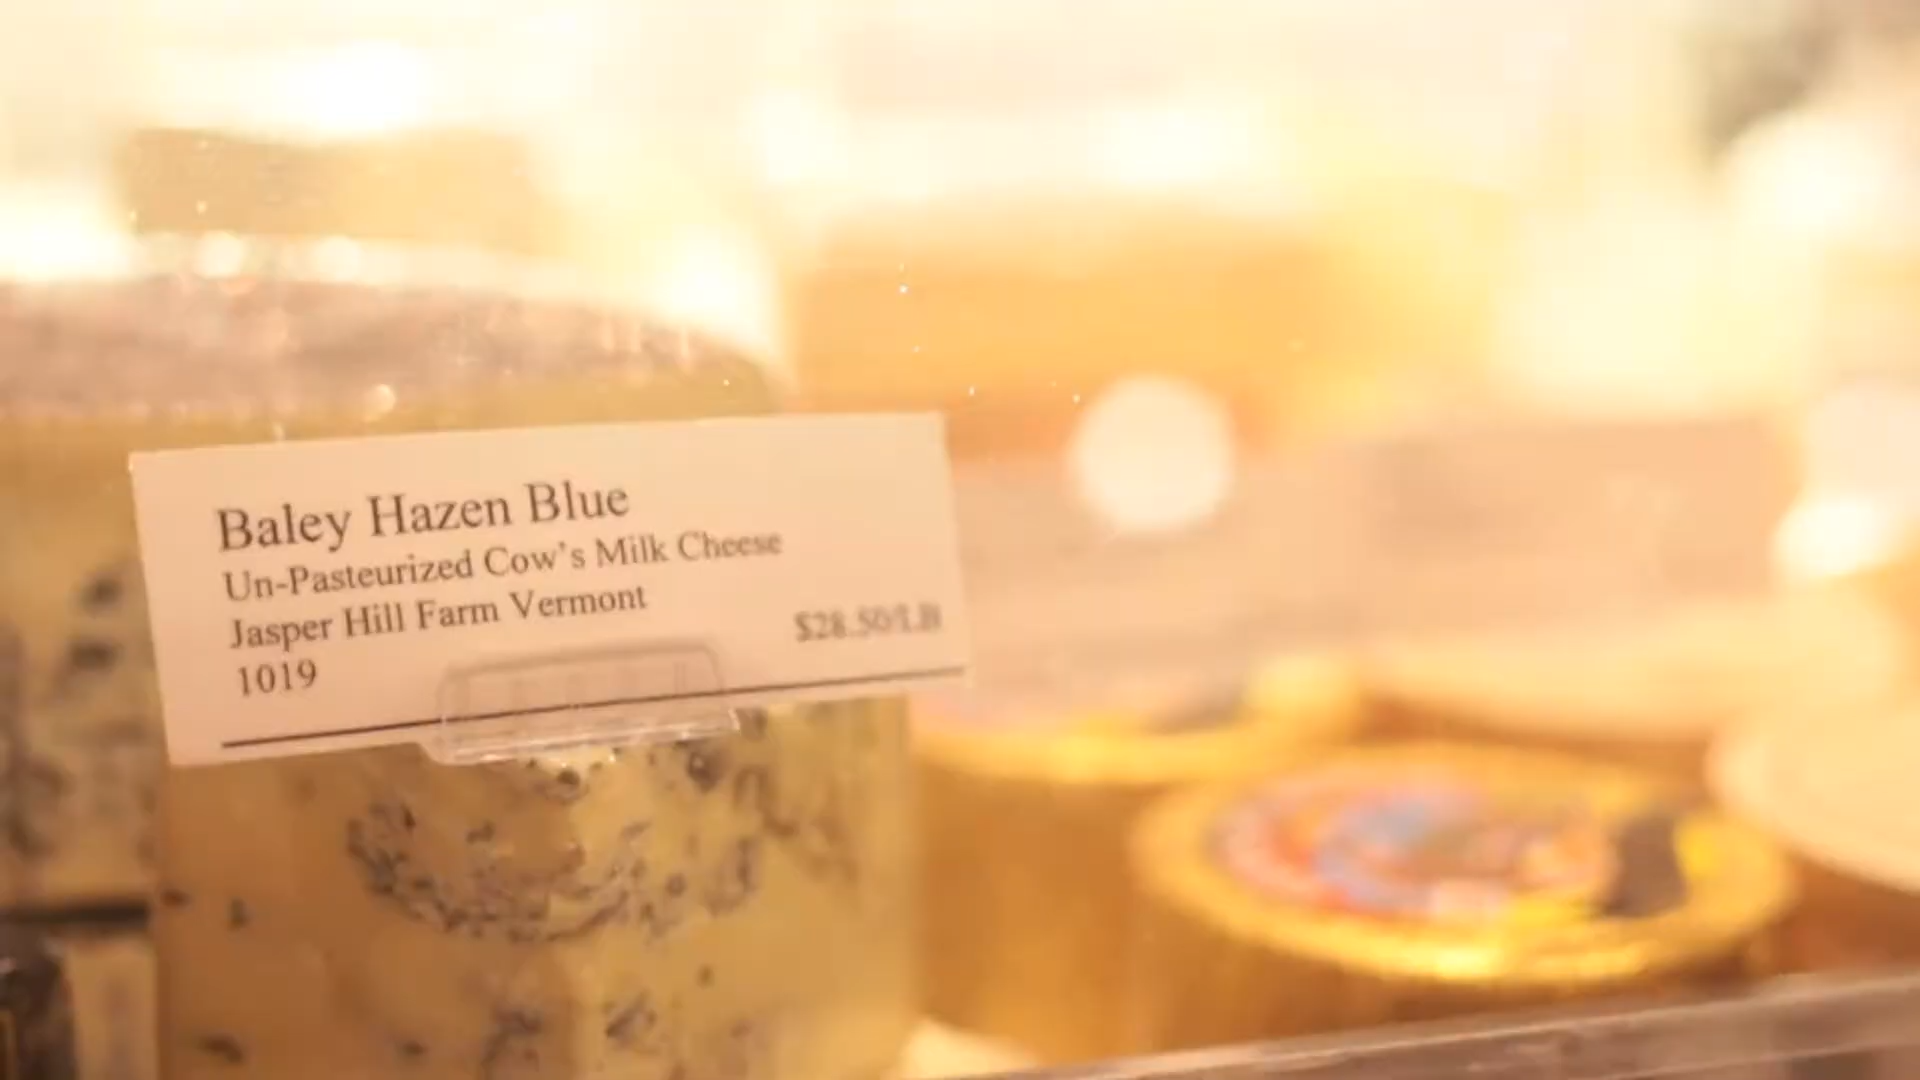 Baley Hazen Blue
Un-Pasteurized Cow's Milk Cheese
Jasper Hill Farm Vermont
$28.50/LB
1019